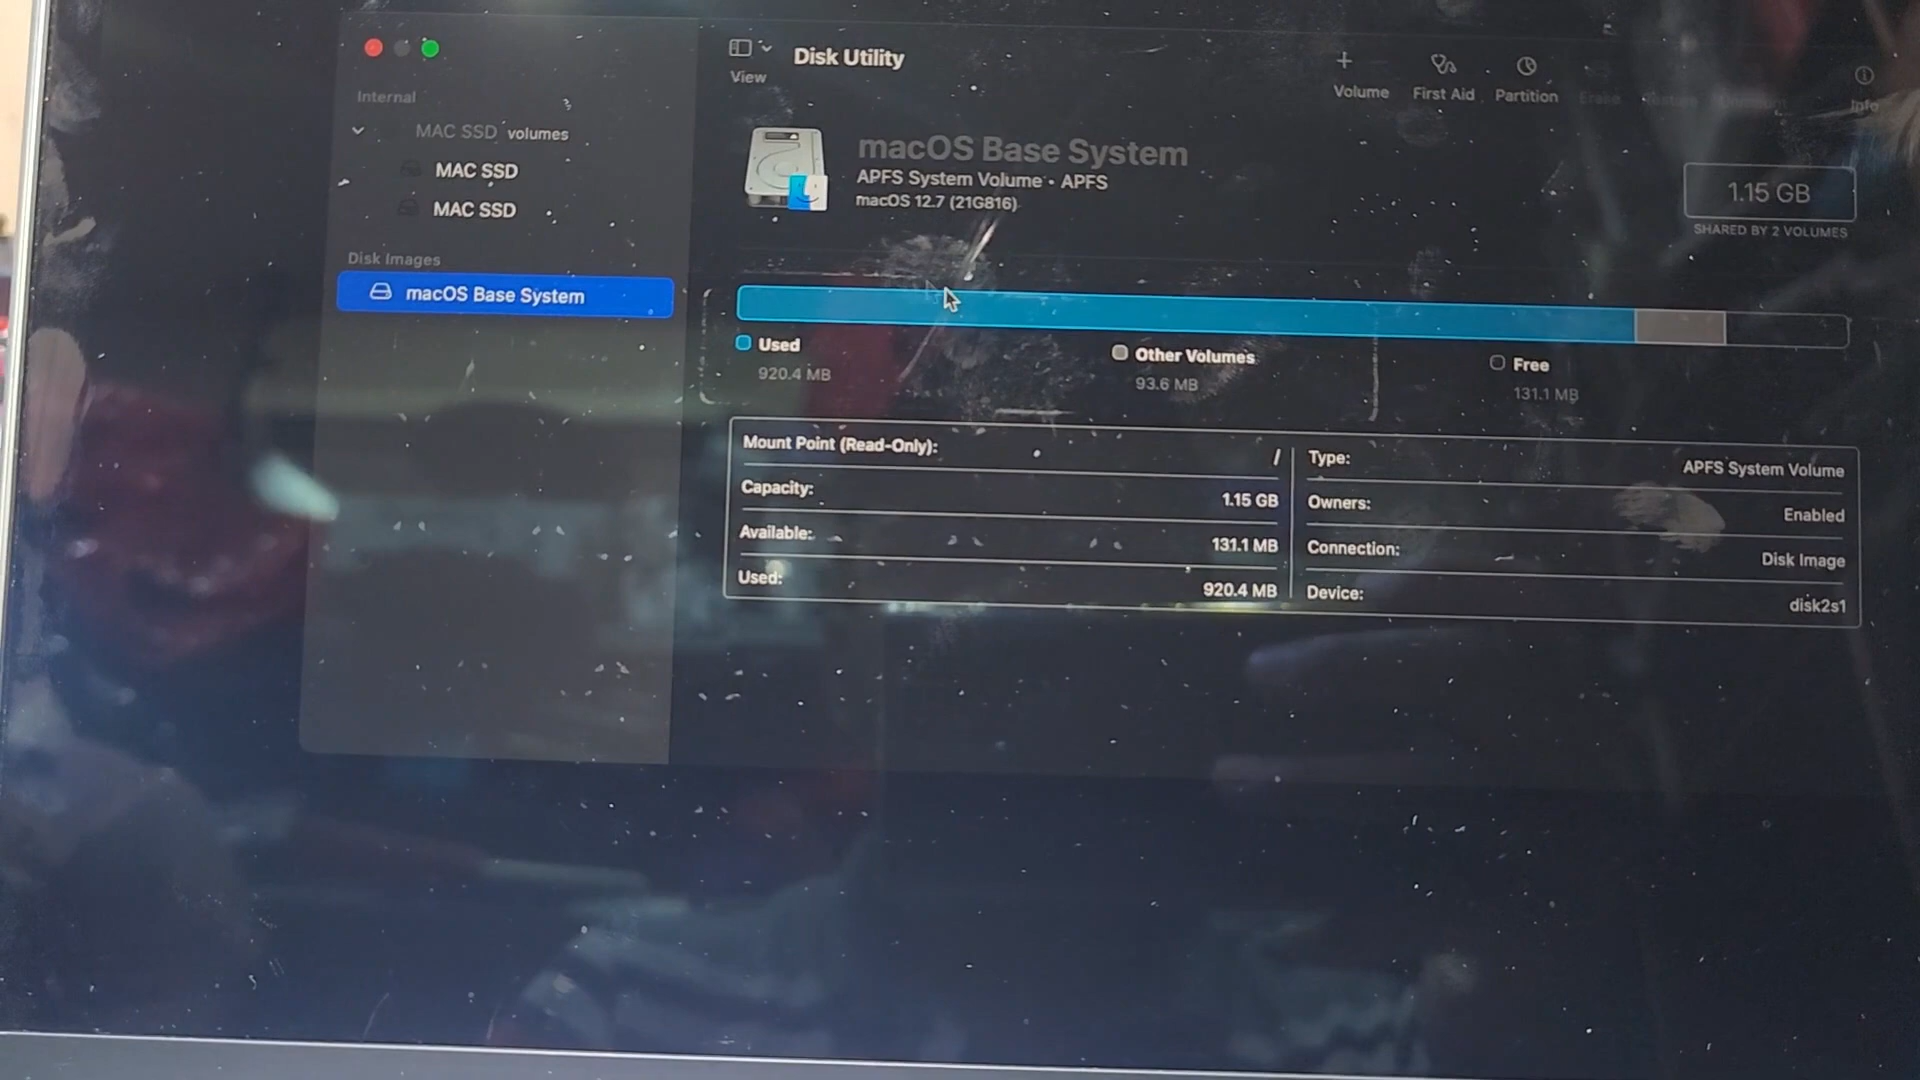 Internal
MAC SSD volumes
MAC SSD
MAC SSD
Disk Images
macOS Base System
View
Disk Utility
Volume
First Aid
Partition
Erase
Info
macOS Base System
APFS System Volume • APFS
macOS 12.7 (21G816)
1.15 GB
SHARED BY 2 VOLUMES
Used
920.4 MB
Other Volumes
93.6 MB
Free
131.1 MB
Mount Point (Read-Only): /
Capacity: 1.15 GB
Available: 131.1 MB
Used: 920.4 MB
Type: APFS System Volume
Owners: Enabled
Connection: Disk Image
Device: disk2s1